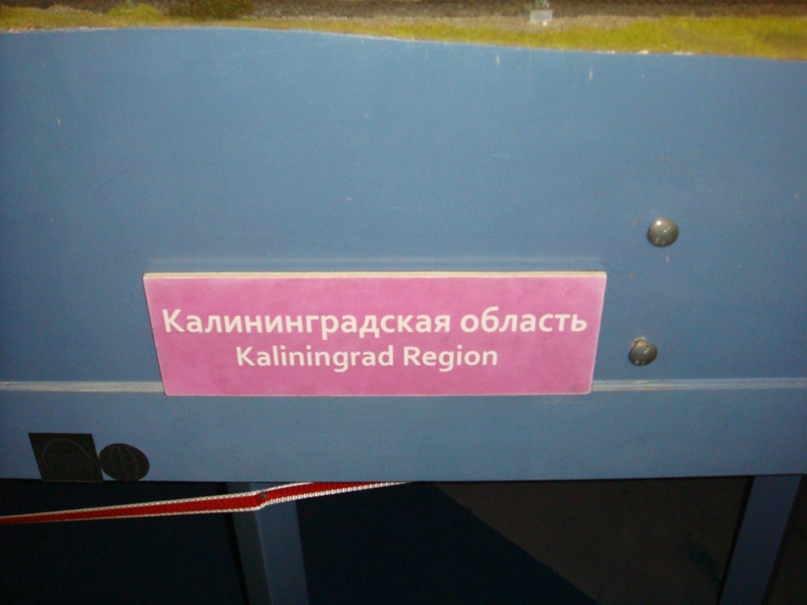 Калининградская область
Kaliningrad Region